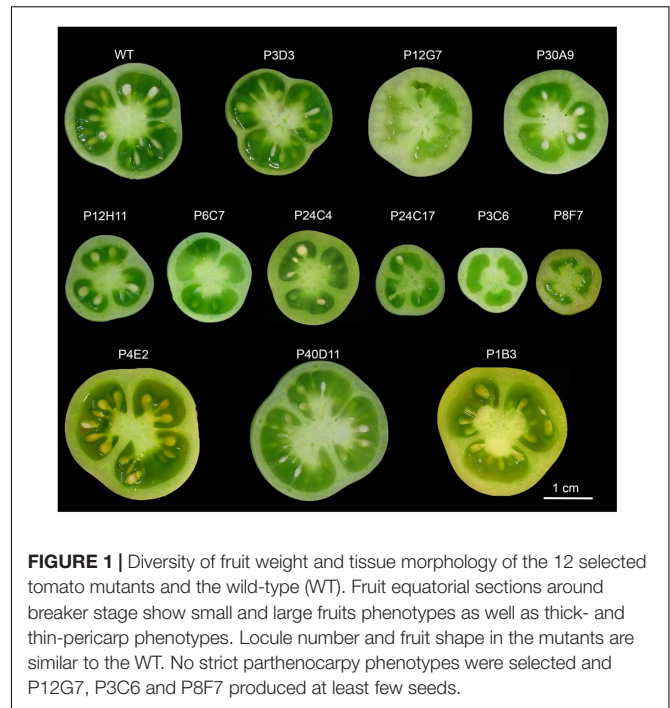 WT P3D3 P12G7 P30A9
P12H11 P6C7 P24C4 P24C17 P3C6 P8F7
P4E2 P40D11 P1B3
1 cm
FIGURE 1 | Diversity of fruit weight and tissue morphology of the 12 selected
tomato mutants and the wild-type (WT). Fruit equatorial sections around
breaker stage show small and large fruits phenotypes as well as thick- and
thin-pericarp phenotypes. Locule number and fruit shape in the mutants are
similar to the WT. No strict parthenocarpy phenotypes were selected and
P12G7, P3C6 and P8F7 produced at least few seeds.